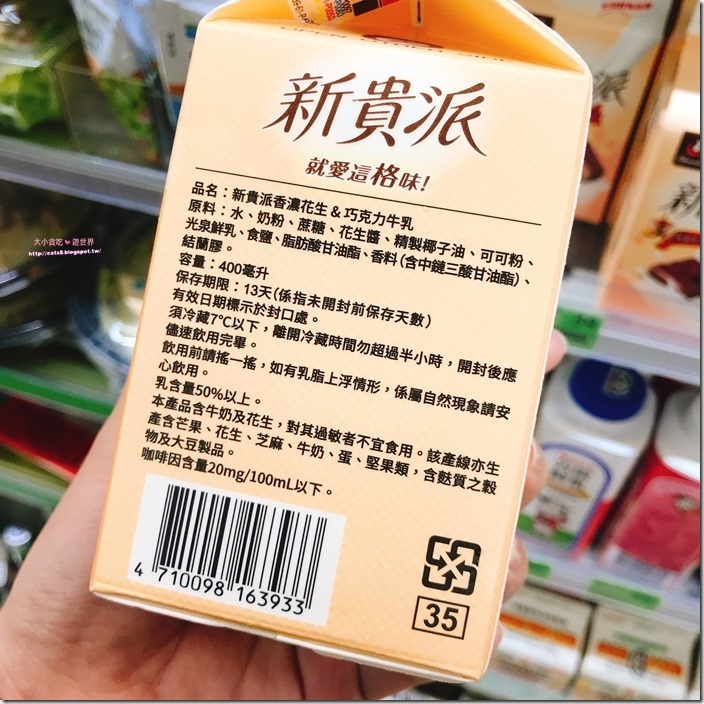 新貴派
就愛這格味!
品名：新貴派香濃花生&巧克力牛乳
原料：水、奶粉、蔗糖、花生醬、精製椰子油、可可粉、
光泉鮮乳、食鹽、脂肪酸甘油酯、香料(含中鏈三酸甘油酯)、
結蘭膠。
容量：400毫升
保存期限：13天(係指未開封前保存天數)
有效日期標示於封口處。
須冷藏7℃以下，離開冷藏時間勿超過半小時，開封後應
儘速飲用完畢。
飲用前請搖一搖，如有乳脂上浮情形，係屬自然現象請安
心飲用。
乳含量50%以上。
本產品含牛奶及花生，對其過敏者不宜食用。該產線亦生
產含芒果、花生、芝麻、牛奶、蛋、堅果類，含麩質之穀
物及大豆製品。
咖啡因含量20mg/100mL以下。
4 710098 163933
35
大小貪吃♥遊世界
http://eatx8.blogspot.tw/